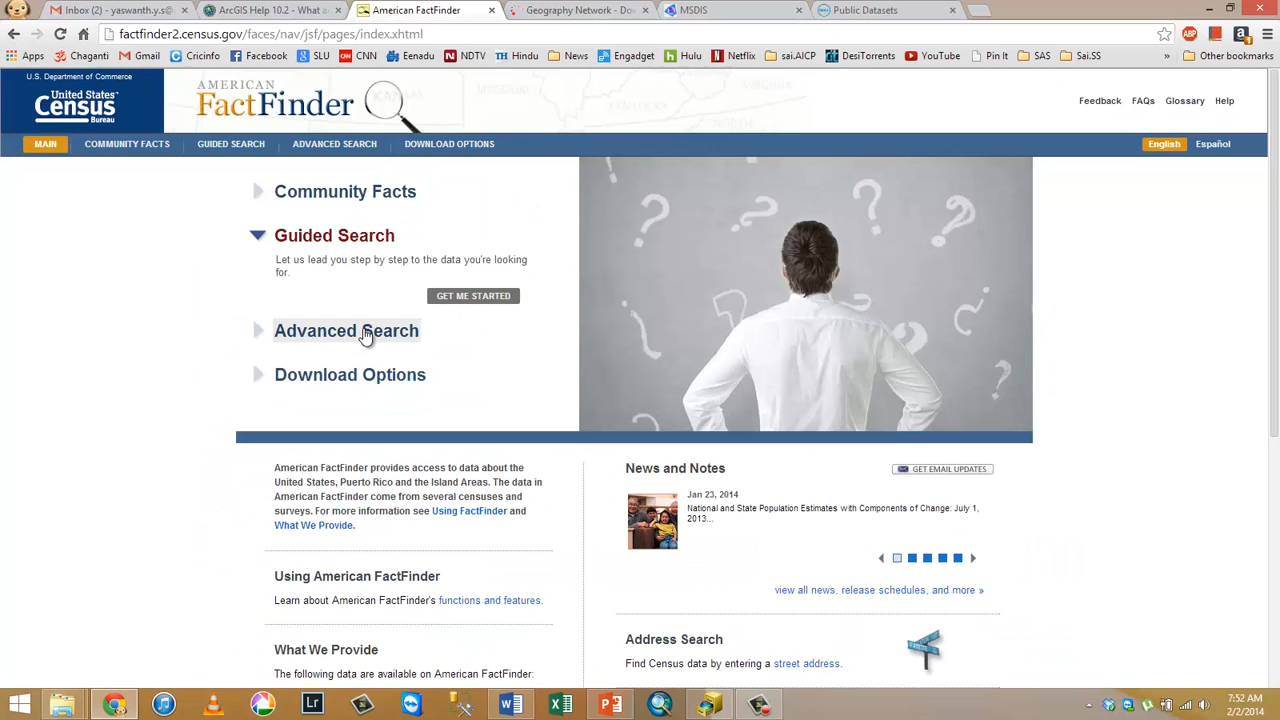 Inbox (2) - yaswanth.y.s@
ArcGIS Help 10.2 - What a
American FactFinder
Geography Network - Do
MSDIS
Public Datasets
factfinder2.census.gov/faces/nav/jsf/pages/index.xhtml
Apps
Chaganti
Gmail
Cricinfo
Facebook
SLU
CNN
NDTV
Hindu
News
Engadget
Hulu
Netflix
sai.AICP
DesiTorrents
YouTube
Pin It
SAS
Sai.SS
»
Other bookmarks
U.S. Department of Commerce
United States™
Census
Bureau
AMERICAN
FactFinder
Feedback
FAQs
Glossary
Help
MAIN
COMMUNITY FACTS
GUIDED SEARCH
ADVANCED SEARCH
DOWNLOAD OPTIONS
English
Español
Community Facts
Guided Search
Let us lead you step by step to the data you're looking
for.
GET ME STARTED
Advanced Search
Download Options
American FactFinder provides access to data about the
United States, Puerto Rico and the Island Areas. The data in
American FactFinder come from several censuses and
surveys. For more information see Using FactFinder and
What We Provide.
Using American FactFinder
Learn about American FactFinder's functions and features.
What We Provide
The following data are available on American FactFinder:
News and Notes
GET EMAIL UPDATES
Jan 23, 2014
National and State Population Estimates with Components of Change: July 1,
2013...
view all news, release schedules, and more »
Address Search
Find Census data by entering a street address.
7:52 AM
2/2/2014